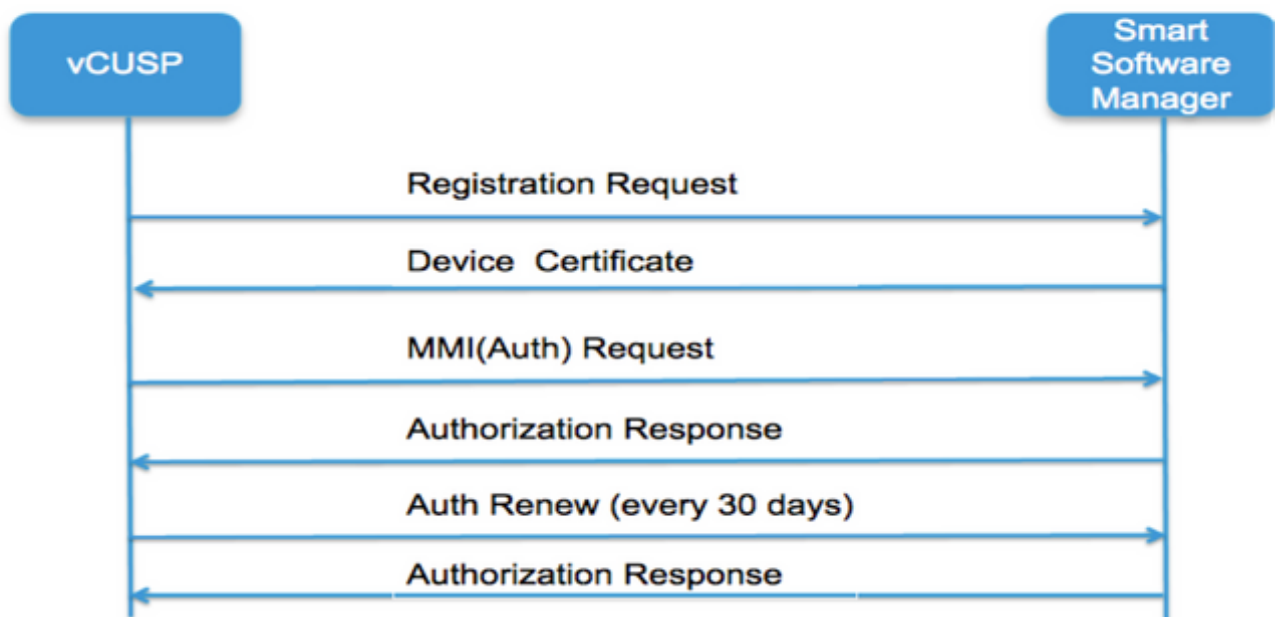 vCUSP
Smart
Software
Manager
Registration Request
Device Certificate
MMI(Auth) Request
Authorization Response
Auth Renew (every 30 days)
Authorization Response